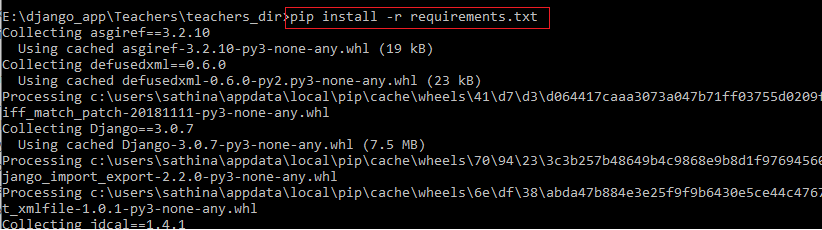 E:\django_app\Teachers\teachers_dir>pip install -r requirements.txt
Collecting asgiref==3.2.10
  Using cached asgiref-3.2.10-py3-none-any.whl (19 kB)
Collecting defusedxml==0.6.0
  Using cached defusedxml-0.6.0-py2.py3-none-any.whl (23 kB)
Processing c:\users\sathina\appdata\local\pip\cache\wheels\41\d7\d3\d064417caaa3073a047b71ff03755d0209f
iff_match_patch-20181111-py3-none-any.whl
Collecting Django==3.0.7
  Using cached Django-3.0.7-py3-none-any.whl (7.5 MB)
Processing c:\users\sathina\appdata\local\pip\cache\wheels\70\94\23\3c3b257b48649b4c9868e9b8d1f97694560
jango_import_export-2.2.0-py3-none-any.whl
Processing c:\users\sathina\appdata\local\pip\cache\wheels\6e\df\38\abda47b884e3e25f9f9b6430e5ce44c4767
t_xmlfile-1.0.1-py3-none-any.whl
Collecting jdcal==1.4.1